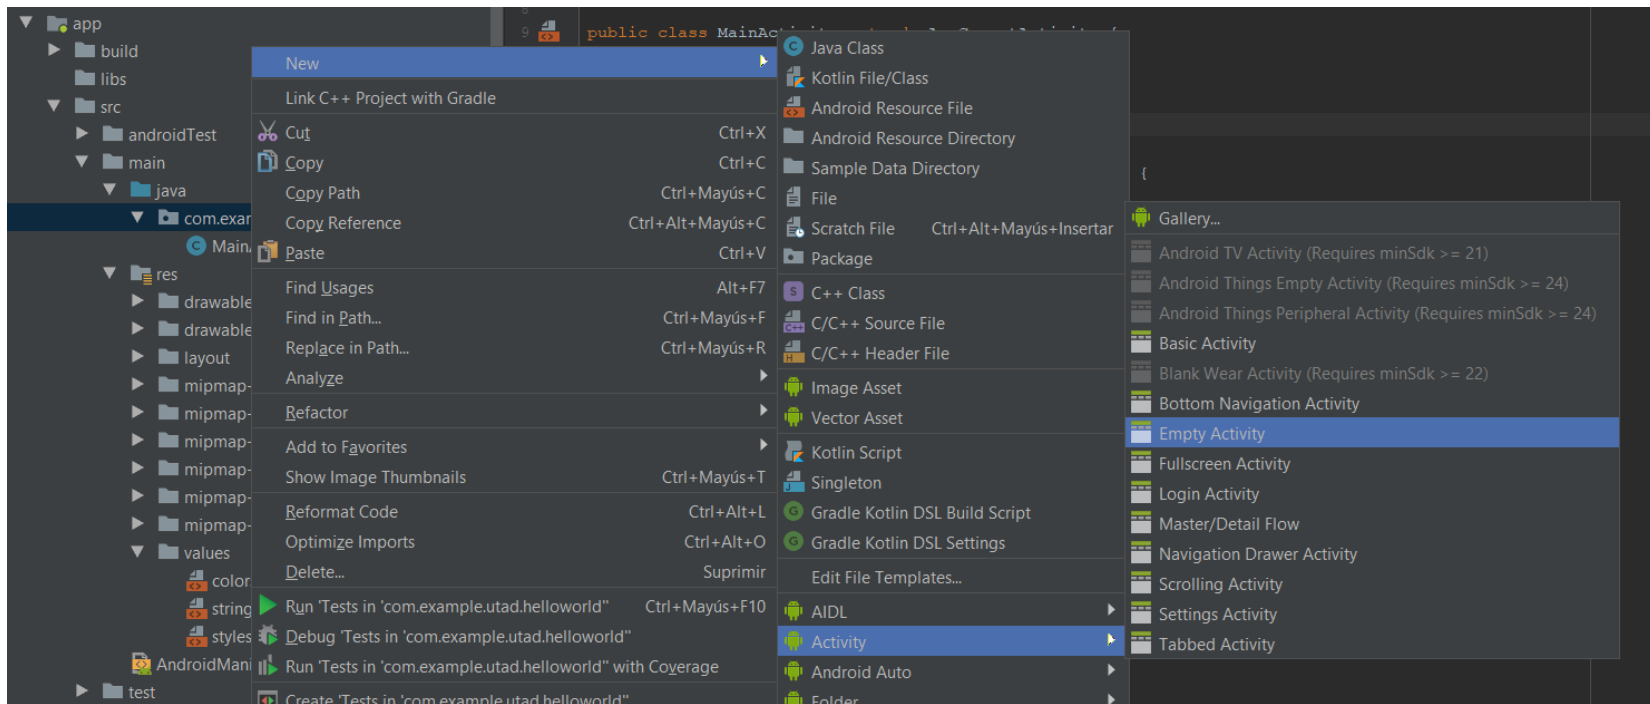 app
build
libs
src
androidTest
main
java
com.exar
Main
res
drawable
drawable
layout
mipmap-
mipmap-
mipmap-
mipmap-
mipmap-
mipmap-
values
color
string
styles
AndroidMani
test
8
9
public class MainAc
{
New
Link C++ Project with Gradle
Cut Ctrl+X
Copy Ctrl+C
Copy Path Ctrl+Mayús+C
Copy Reference Ctrl+Alt+Mayús+C
Paste Ctrl+V
Find Usages Alt+F7
Find in Path... Ctrl+Mayús+F
Replace in Path... Ctrl+Mayús+R
Analyze
Refactor
Add to Favorites
Show Image Thumbnails Ctrl+Mayús+T
Reformat Code Ctrl+Alt+L
Optimize Imports Ctrl+Alt+O
Delete... Suprimir
Run 'Tests in 'com.example.utad.helloworld'' Ctrl+Mayús+F10
Debug 'Tests in 'com.example.utad.helloworld''
Run 'Tests in 'com.example.utad.helloworld'' with Coverage
Create 'Tests in 'com.example.utad.helloworld''
Java Class
Kotlin File/Class
Android Resource File
Android Resource Directory
Sample Data Directory
File
Scratch File Ctrl+Alt+Mayús+Insertar
Package
C++ Class
C/C++ Source File
C/C++ Header File
Image Asset
Vector Asset
Kotlin Script
Singleton
Gradle Kotlin DSL Build Script
Gradle Kotlin DSL Settings
Edit File Templates...
AIDL
Activity
Android Auto
Folder
Gallery...
Android TV Activity (Requires minSdk >= 21)
Android Things Empty Activity (Requires minSdk >= 24)
Android Things Peripheral Activity (Requires minSdk >= 24)
Basic Activity
Blank Wear Activity (Requires minSdk >= 22)
Bottom Navigation Activity
Empty Activity
Fullscreen Activity
Login Activity
Master/Detail Flow
Navigation Drawer Activity
Scrolling Activity
Settings Activity
Tabbed Activity